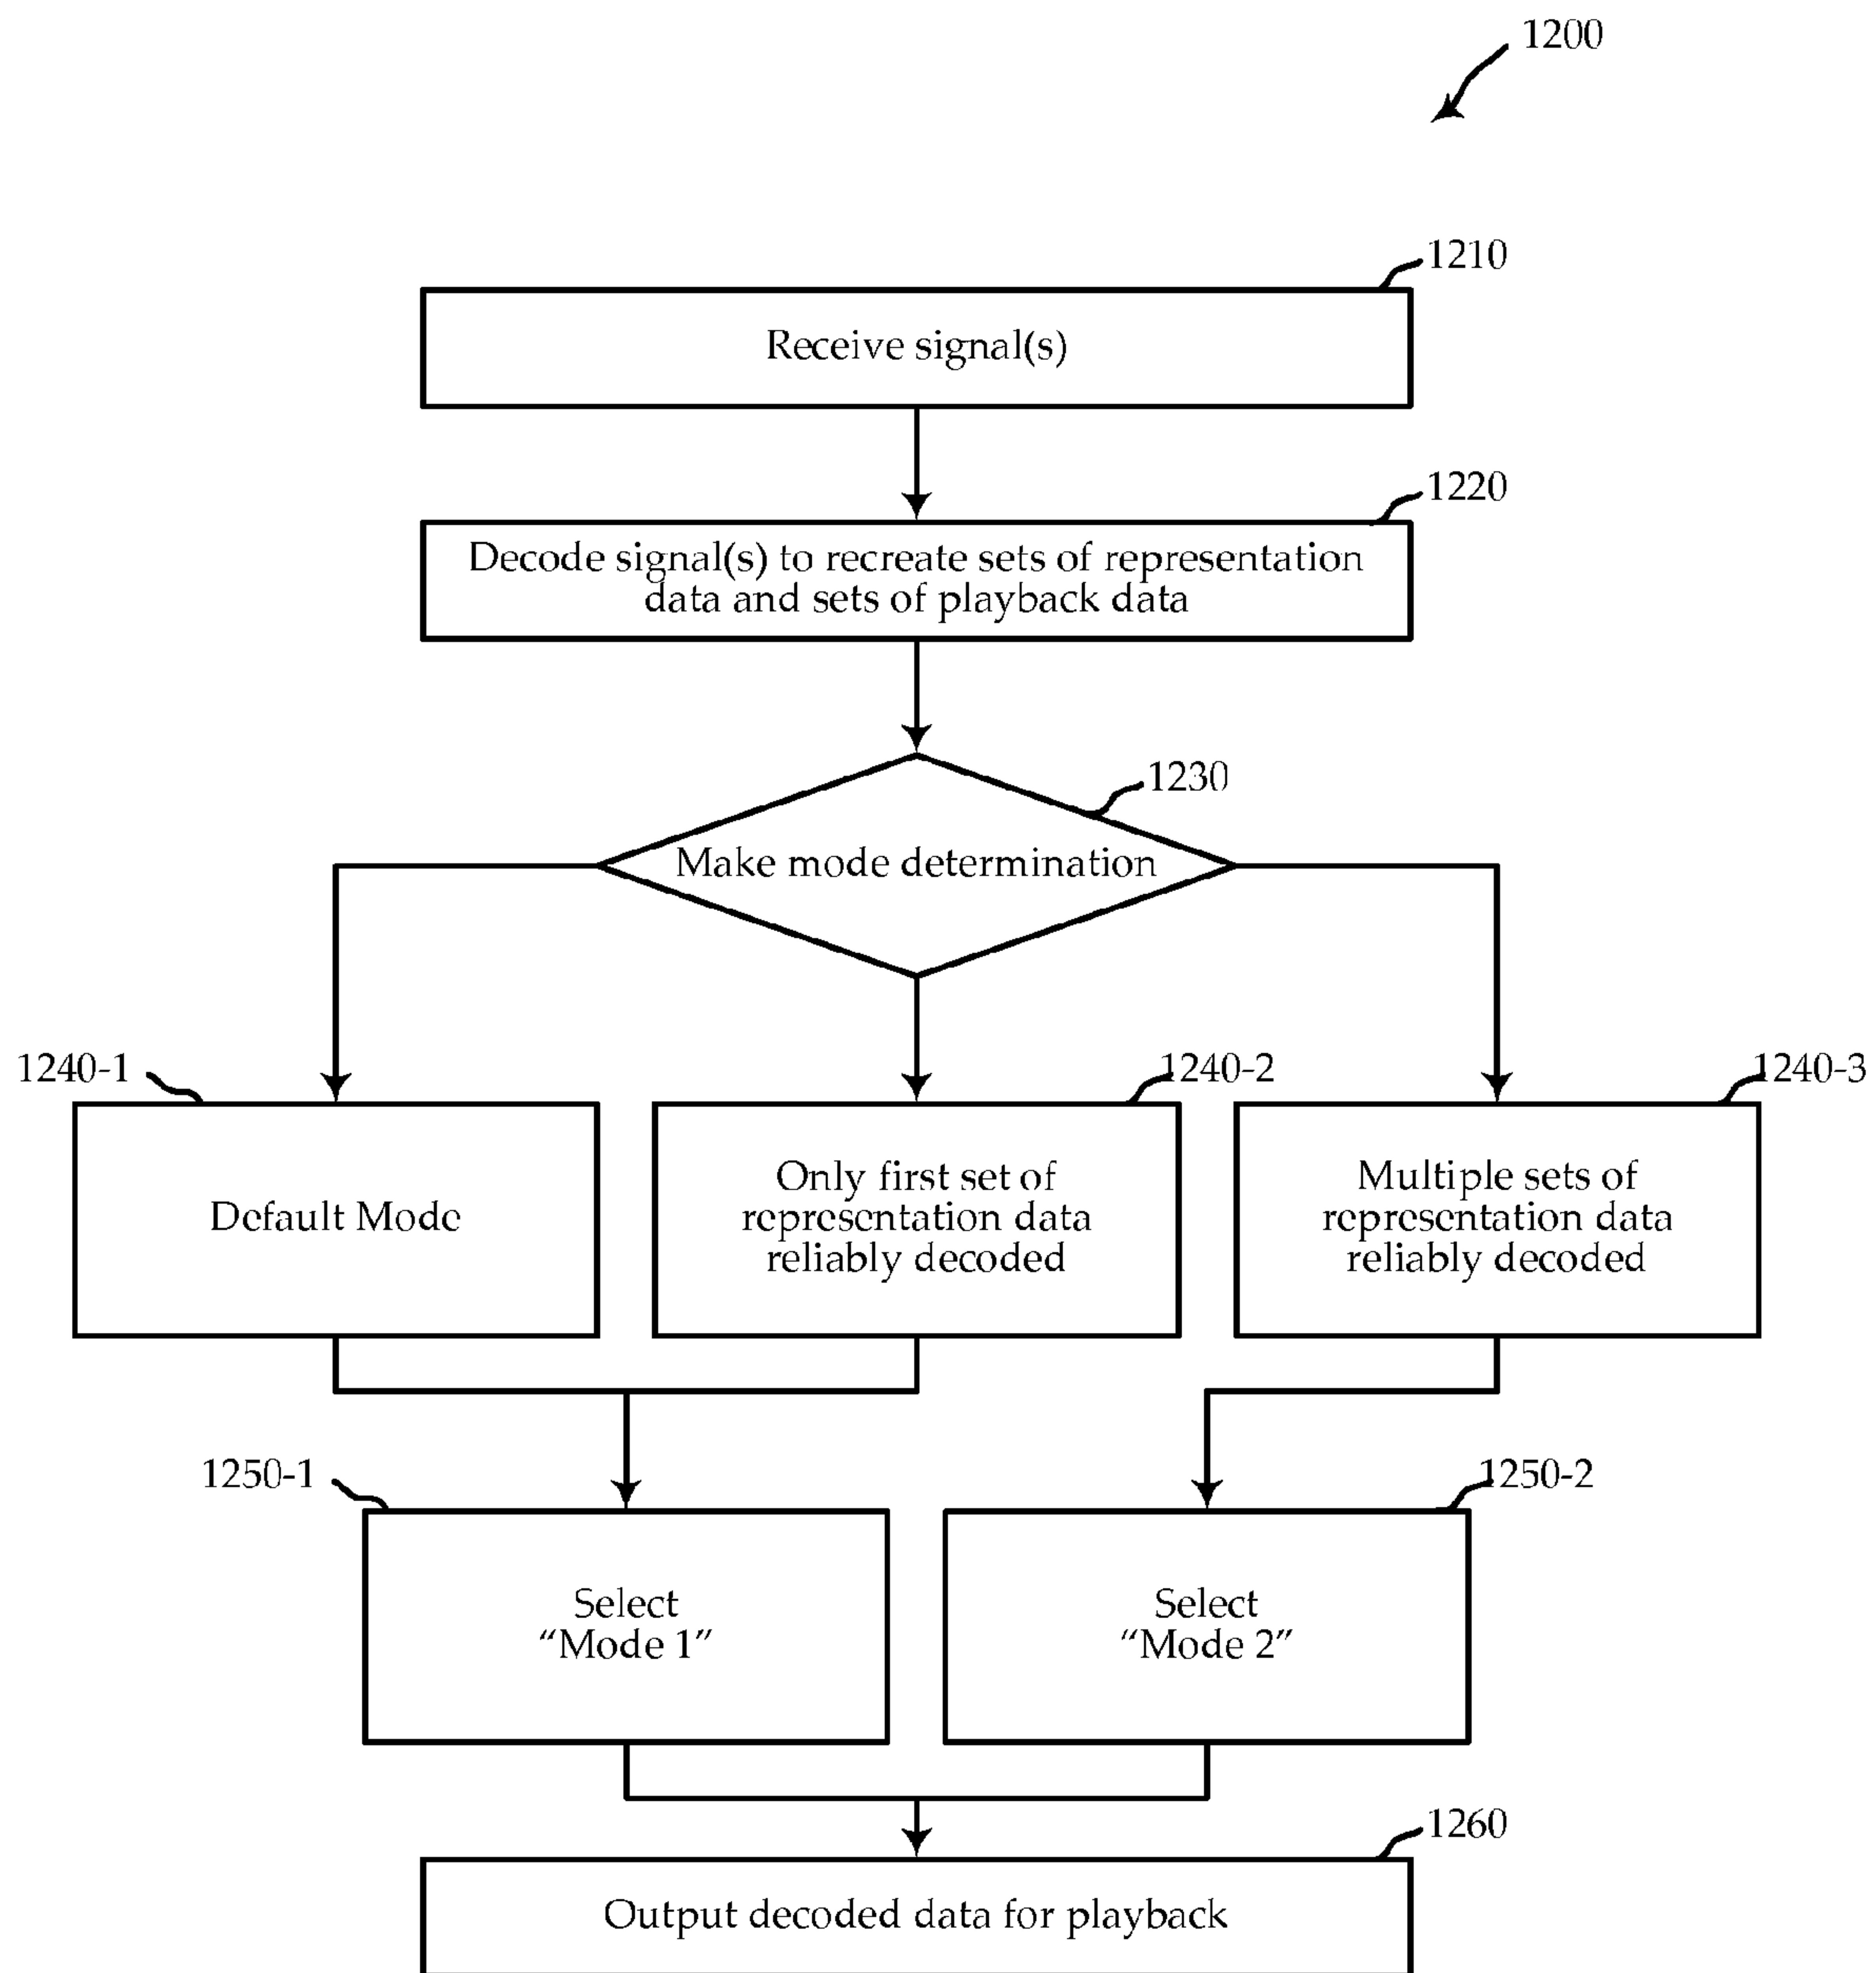 1200
1210
Receive signal(s)
1220
Decode signal(s) to recreate sets of representation
data and sets of playback data
1230
Make mode determination
1240-1
1240-2
1240-3
Default Mode
Only first set of
representation data
reliably decoded
Multiple sets of
representation data
reliably decoded
1250-1
1250-2
Select
“Mode 1”
Select
“Mode 2”
1260
Output decoded data for playback